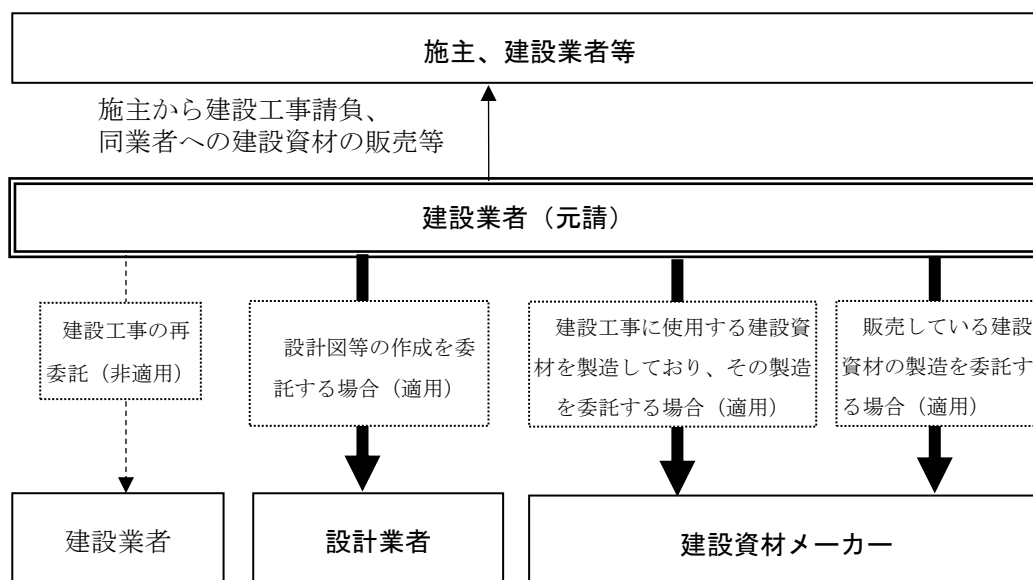 施主、建設業者等
施主から建設工事請負、
同業者への建設資材の販売等
建設業者（元請）
建設工事の再
委託（非適用）
設計図等の作成を委
託する場合（適用）
建設工事に使用する建設資
材を製造しており、その製造
を委託する場合（適用）
販売している建設
資材の製造を委託す
る場合（適用）
建設業者
設計業者
建設資材メーカー